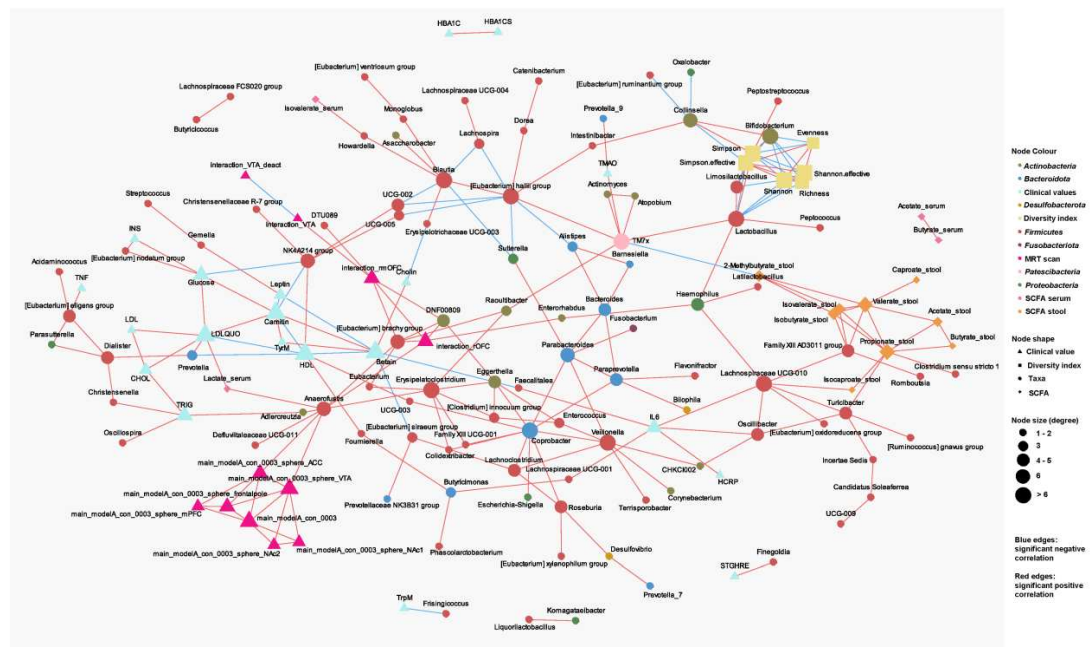 HBA1C
HBA1CS
[Eubacterium] ventriosum group
Catenibacterium
Oxalobacter
[Eubacterium] ruminantium group
Lachnospiraceae FCS020 group
Isovalerate_serum
Monoglobus
Lachnospiraceae UCG-004
Prevotella_9
Collinsella
Peptostreptococcus
Butyricicoccus
Howardella
Asaccharobacter
Lachnospira
Dorea
Intestinibacter
Bifidobacterium
Evenness
Simpson
Simpson.effective
Interaction_VTA_deact
Blautia
[Eubacterium] hallii group
TMAO
Limosilactobacillus
Shannon.effective
Shannon
Richness
Streptococcus
Christensenellaceae R-7 group
UCG-002
Actinomyces
Atopobium
Interaction_VTA
DTU089
UCG-005
Erysipelotrichaceae UCG-003
Lactobacillus
Peptococcus
Acetate_serum
Butyrate_serum
INS
Gemella
NK4A214 group
Sutterella
Alistipes
TM7x
[Eubacterium] nodatum group
Interaction_rmOFC
Barnesiella
Acidaminococcus
TNF
Glucose
Leptin
Cholin
2-Methylbutyrate_stool
Latilactobacillus
Caproate_stool
[Eubacterium] eligens group
Carnitin
DNF00809
Raoultibacter
Enterorhabdus
Bacteroides
Haemophilus
Isovalerate_stool
Valerate_stool
Isobutyrate_stool
Acetate_stool
LDL
LDLQUO
[Eubacterium] brachy group
Fusobacterium
Parasutterella
TyrM
interaction_rOFC
Butyrate_stool
Dialister
Prevotella
HDL
Betain
Parabacteroides
Family XIII AD3011 group
Propionate_stool
CHOL
Lactate_serum
Eubacterium
Eggerthella
Paraprevotella
Clostridium sensu stricto 1
Christensenella
Anaerofustis
Erysipelatoclostridium
Faecalitalea
Flavonifractor
Lachnospiraceae UCG-010
Isocaproate_stool
Romboutsia
TRIG
Adlercreutzia
UCG-003
[Clostridium] innocuum group
Bilophila
Turicibacter
Oscillospira
Defluviitaleaceae UCG-011
[Eubacterium] siraeum group
Enterococcus
IL6
Fournierella
Family XIII UCG-001
Coprobacter
Veillonella
Oscillibacter
[Eubacterium] oxidoreducens group
main_modelA_con_0003_sphere_ACC
Colidextribacter
Lachnoclostridium
Lachnospiraceae UCG-001
CHKCI002
[Ruminococcus] gnavus group
main_modelA_con_0003_sphere_VTA
Butyricimonas
HCRP
Incertae Sedis
main_modelA_con_0003_sphere_frontalpole
Corynebacterium
Candidatus Soleaferrea
main_modelA_con_0003_sphere_mPFC
main_modelA_con_0003
Prevotellaceae NK3B31 group
Escherichia-Shigella
Roseburia
Terrisporobacter
UCG-009
main_modelA_con_0003_sphere_NAc2
main_modelA_con_0003_sphere_NAc1
Phascolarctobacterium
[Eubacterium] xylanophilum group
Desulfovibrio
Finegoldia
STGHRE
Prevotella_7
TrpM
Frisingicoccus
Komagataeibacter
Liquorilactobacillus
Node Colour
Actinobacteria
Bacteroidota
Clinical values
Desulfobacterota
Diversity index
Firmicutes
Fusobacteriota
MRT scan
Patescibacteria
Proteobacteria
SCFA serum
SCFA stool
Node shape
Clinical value
Diversity index
Taxa
SCFA
Node size (degree)
1 - 2
3
4 - 5
6
> 6
Blue edges:
significant negative
correlation
Red edges:
significant positive
correlation